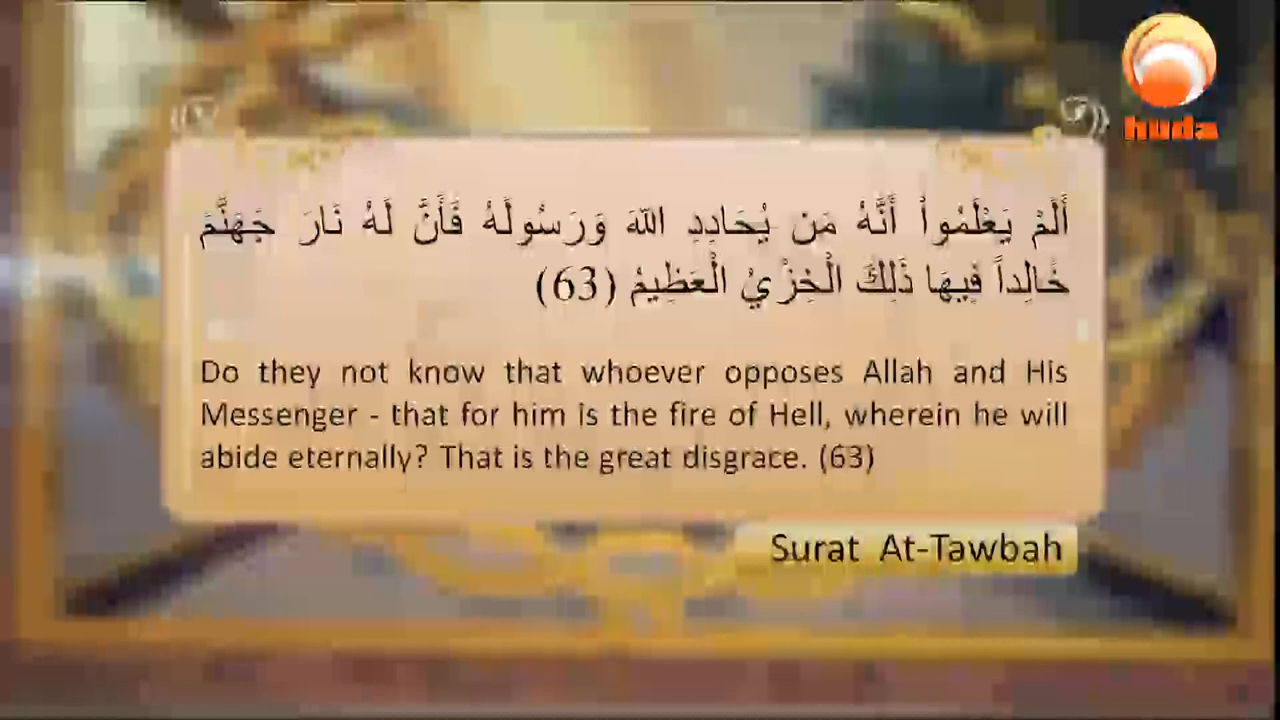 huda
أَلَمْ يَعْلَمُواْ أَنَّهُ مَن يُحَادِدِ اللّهَ وَرَسُولَهُ فَأَنَّ لَهُ نَارَ جَهَنَّمَ
خَالِداً فِيهَا ذَلِكَ الْخِزْيُ الْعَظِيمُ (63)
Do they not know that whoever opposes Allah and His
Messenger - that for him is the fire of Hell, wherein he will
abide eternally? That is the great disgrace. (63)
Surat At-Tawbah